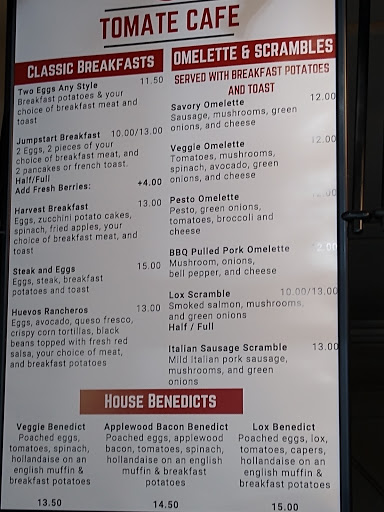 TOMATE CAFE
CLASSIC BREAKFASTS
Two Eggs Any Style 11.50
Breakfast potatoes & your
choice of breakfast meat and
toast
Jumpstart Breakfast 10.00/13.00
2 Eggs, 2 pieces of your
choice of breakfast meat, and
2 pancakes or french toast.
Half/Full
Add Fresh Berries: +4.00
Harvest Breakfast 13.00
Eggs, zucchini potato cakes,
spinach, fried apples, your
choice of breakfast meat, and
toast
Steak and Eggs 15.00
Eggs, steak, breakfast
potatoes and toast
Huevos Rancheros 13.00
Eggs, avocado, queso fresco,
crispy corn tortillas, black
beans topped with fresh red
salsa, your choice of meat,
and breakfast potatoes
OMELETTE & SCRAMBLES
SERVED WITH BREAKFAST POTATOES
AND TOAST
Savory Omelette 12.00
Sausage, mushrooms, green
onions, and cheese
Veggie Omelette 12.00
Tomatoes, mushrooms,
spinach, avocado, green
onions, and cheese
Pesto Omelette
Pesto, green onions,
tomatoes, broccoli and
cheese
BBQ Pulled Pork Omelette
Mushroom, onions,
bell pepper, and cheese
Lox Scramble 10.00/13.00
Smoked salmon, mushrooms,
and green onions
Half / Full
Italian Sausage Scramble 13.00
Mild Italian pork sausage,
mushrooms, and green
onions
HOUSE BENEDICTS
Veggie Benedict
Poached eggs,
tomatoes, spinach,
hollandaise on an
english muffin &
breakfast potatoes
13.50
Applewood Bacon Benedict
Poached eggs, applewood
bacon, tomatoes, spinach,
hollandaise on an english
muffin & breakfast
potatoes
14.50
Lox Benedict
Poached eggs, lox,
tomatoes, capers,
hollandaise on an
english muffin &
breakfast potatoes
15.00